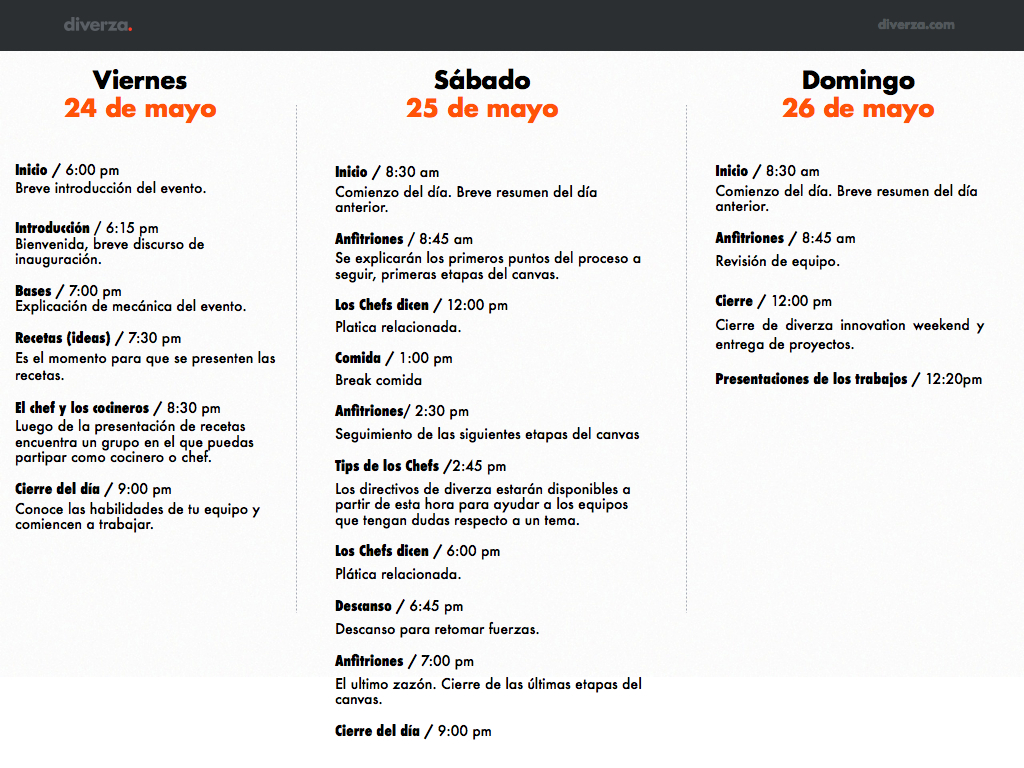 diverza.
diverza.com
Viernes
24 de mayo
Inicio / 6:00 pm
Breve introducción del evento.
Introducción / 6:15 pm
Bienvenida, breve discurso de
inauguración.
Bases / 7:00 pm
Explicación de mecánica del evento.
Recetas (ideas) / 7:30 pm
Es el momento para que se presenten las
recetas.
El chef y los cocineros / 8:30 pm
Luego de la presentación de recetas
encuentra un grupo en el que puedas
partipar como cocinero o chef.
Cierre del día / 9:00 pm
Conoce las habilidades de tu equipo y
comiencen a trabajar.
Sábado
25 de mayo
Inicio / 8:30 am
Comienzo del día. Breve resumen del día
anterior.
Anfitriones / 8:45 am
Se explicarán los primeros puntos del proceso a
seguir, primeras etapas del canvas.
Los Chefs dicen / 12:00 pm
Platica relacionada.
Comida / 1:00 pm
Break comida
Anfitriones/ 2:30 pm
Seguimiento de las siguientes etapas del canvas
Tips de los Chefs /2:45 pm
Los directivos de diverza estarán disponibles a
partir de esta hora para ayudar a los equipos
que tengan dudas respecto a un tema.
Los Chefs dicen / 6:00 pm
Plática relacionada.
Descanso / 6:45 pm
Descanso para retomar fuerzas.
Anfitriones / 7:00 pm
El ultimo zazón. Cierre de las últimas etapas del
canvas.
Cierre del día / 9:00 pm
Domingo
26 de mayo
Inicio / 8:30 am
Comienzo del día. Breve resumen del día
anterior.
Anfitriones / 8:45 am
Revisión de equipo.
Cierre / 12:00 pm
Cierre de diverza innovation weekend y
entrega de proyectos.
Presentaciones de los trabajos / 12:20pm